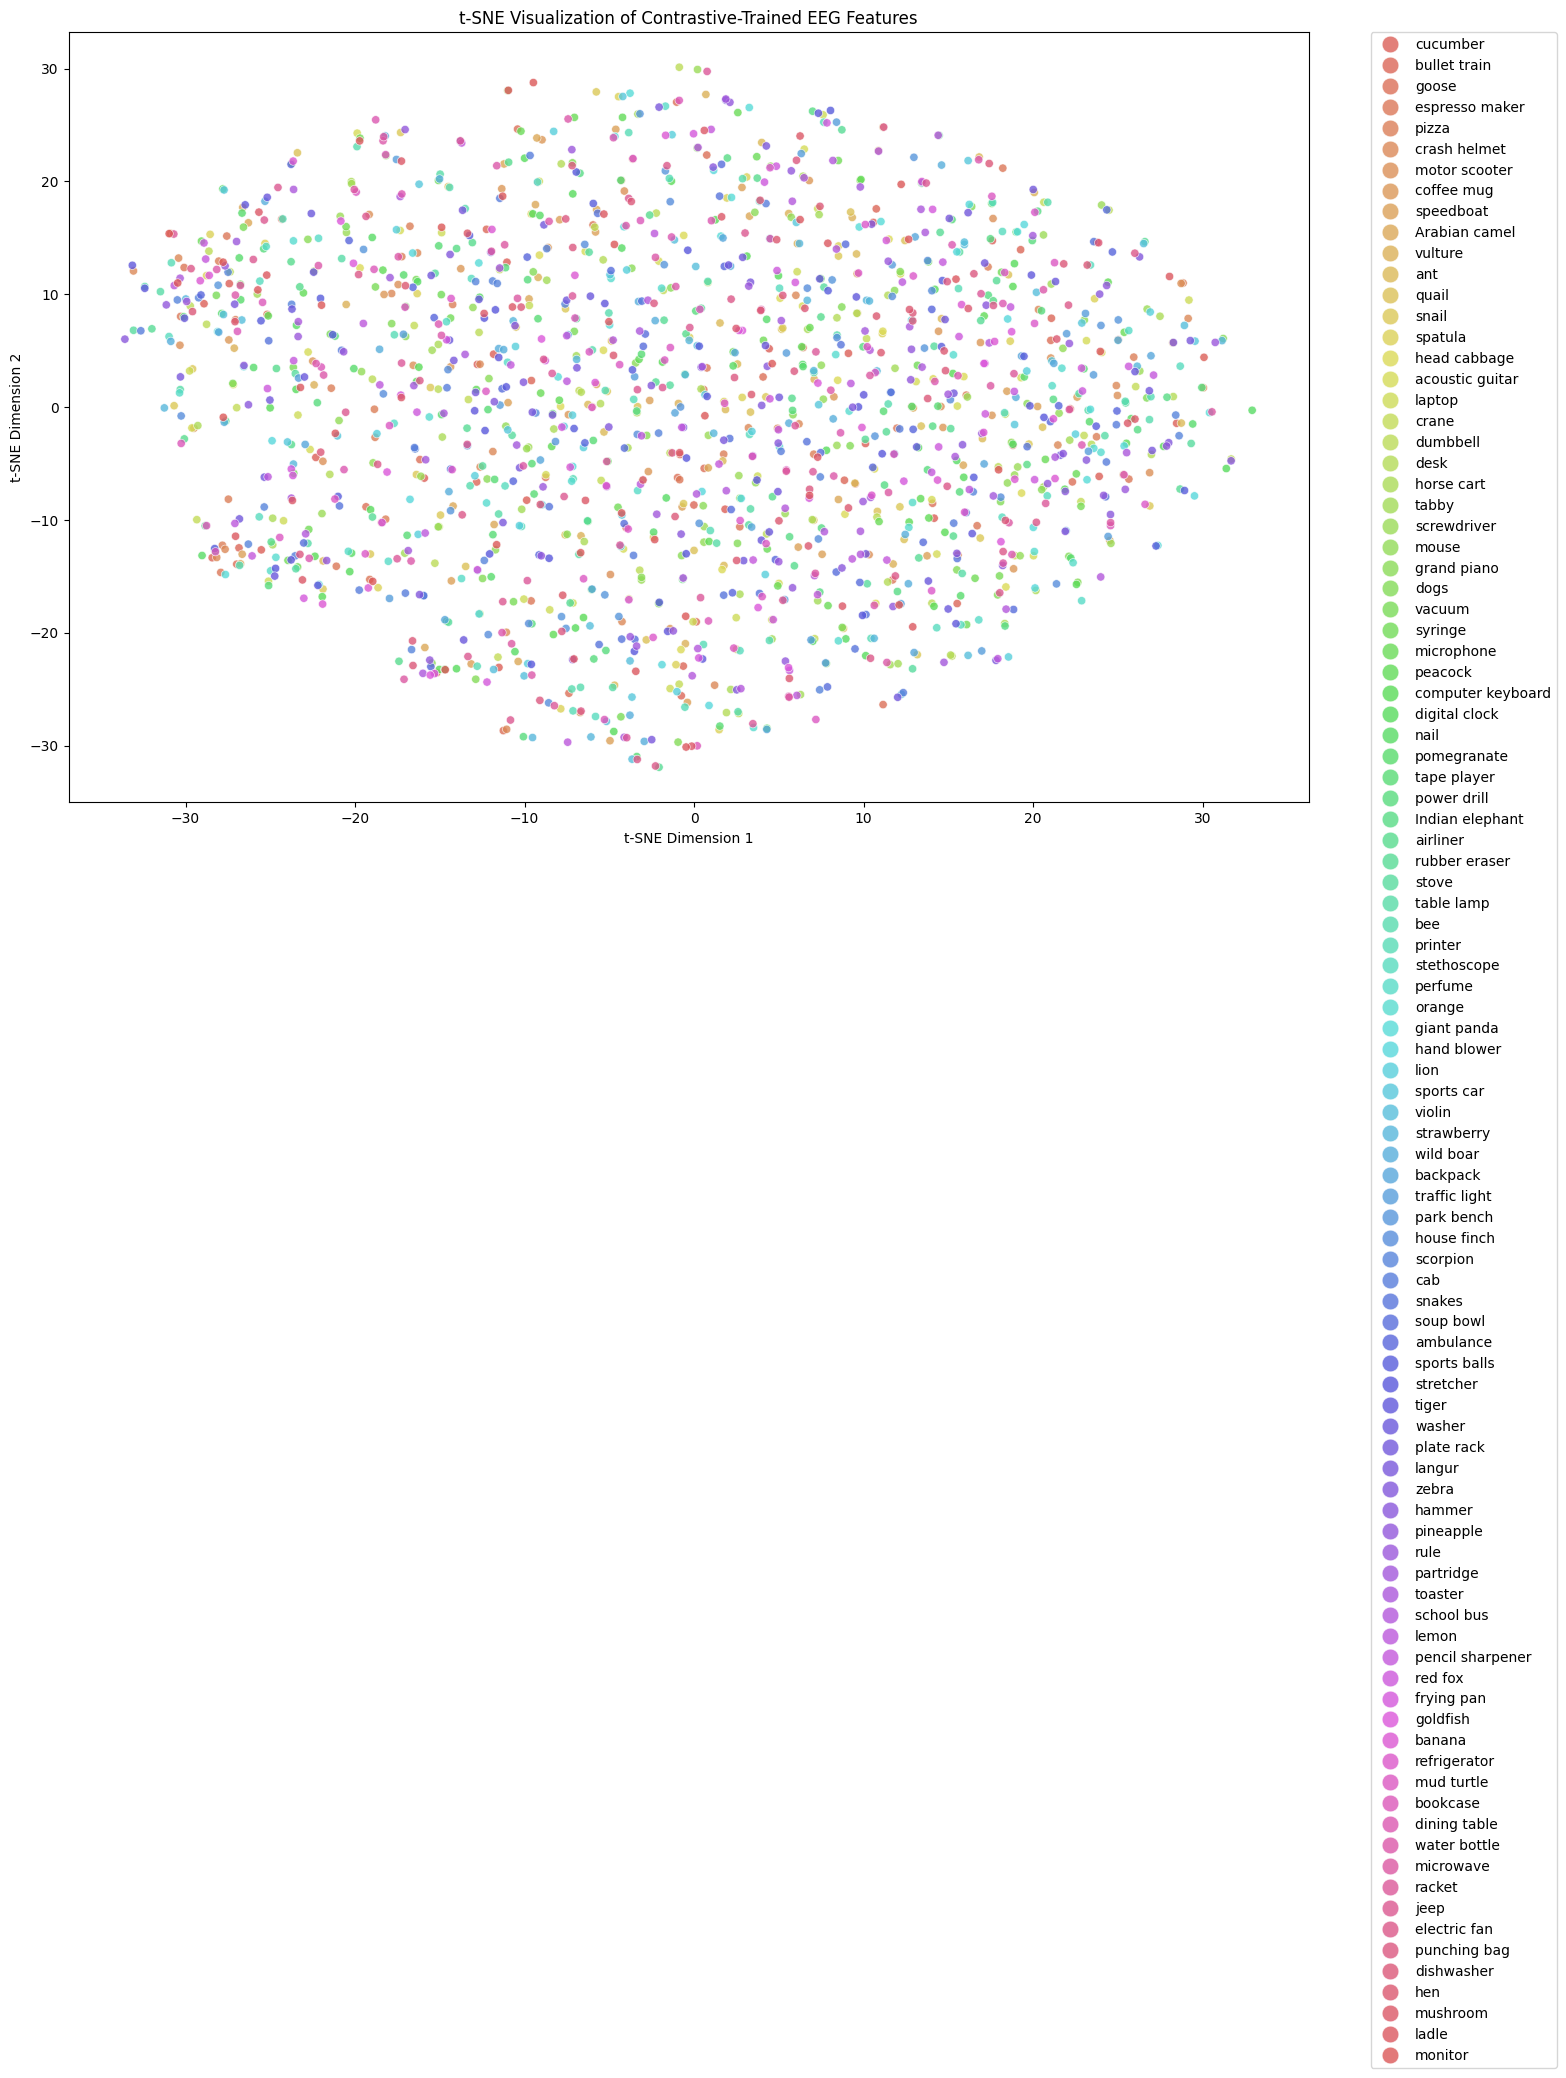 t-SNE Visualization of Contrastive-Trained EEG Features
t-SNE Dimension 2
30
20
10
0
−10
−20
−30
−30
−20
−10
0
10
20
30
t-SNE Dimension 1
cucumber
bullet train
goose
espresso maker
pizza
crash helmet
motor scooter
coffee mug
speedboat
Arabian camel
vulture
ant
quail
snail
spatula
head cabbage
acoustic guitar
laptop
crane
dumbbell
desk
horse cart
tabby
screwdriver
mouse
grand piano
dogs
vacuum
syringe
microphone
peacock
computer keyboard
digital clock
nail
pomegranate
tape player
power drill
Indian elephant
airliner
rubber eraser
stove
table lamp
bee
printer
stethoscope
perfume
orange
giant panda
hand blower
lion
sports car
violin
strawberry
wild boar
backpack
traffic light
park bench
house finch
scorpion
cab
snakes
soup bowl
ambulance
sports balls
stretcher
tiger
washer
plate rack
langur
zebra
hammer
pineapple
rule
partridge
toaster
school bus
lemon
pencil sharpener
red fox
frying pan
goldfish
banana
refrigerator
mud turtle
bookcase
dining table
water bottle
microwave
racket
jeep
electric fan
punching bag
dishwasher
hen
mushroom
ladle
monitor